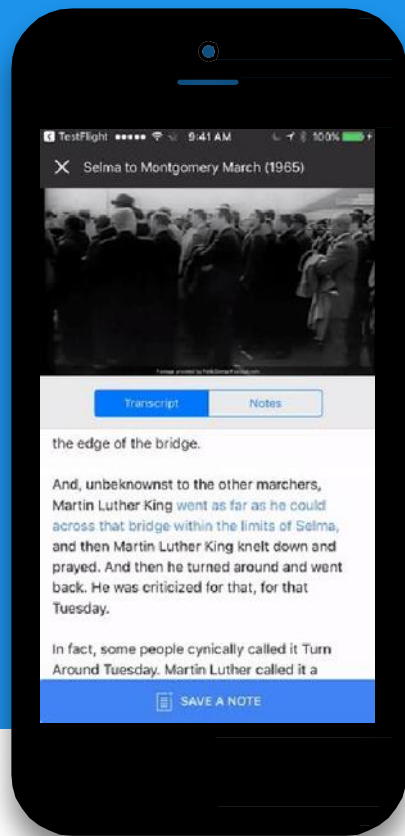 TestFlight 9:41 AM 100%
Selma to Montgomery March (1965)
Transcript Notes
the edge of the bridge.
And, unbeknownst to the other marchers,
Martin Luther King went as far as he could
across that bridge within the limits of Selma,
and then Martin Luther King knelt down and
prayed. And then he turned around and went
back. He was criticized for that, for that
Tuesday.
In fact, some people cynically called it Turn
Around Tuesday. Martin Luther called it a
SAVE A NOTE